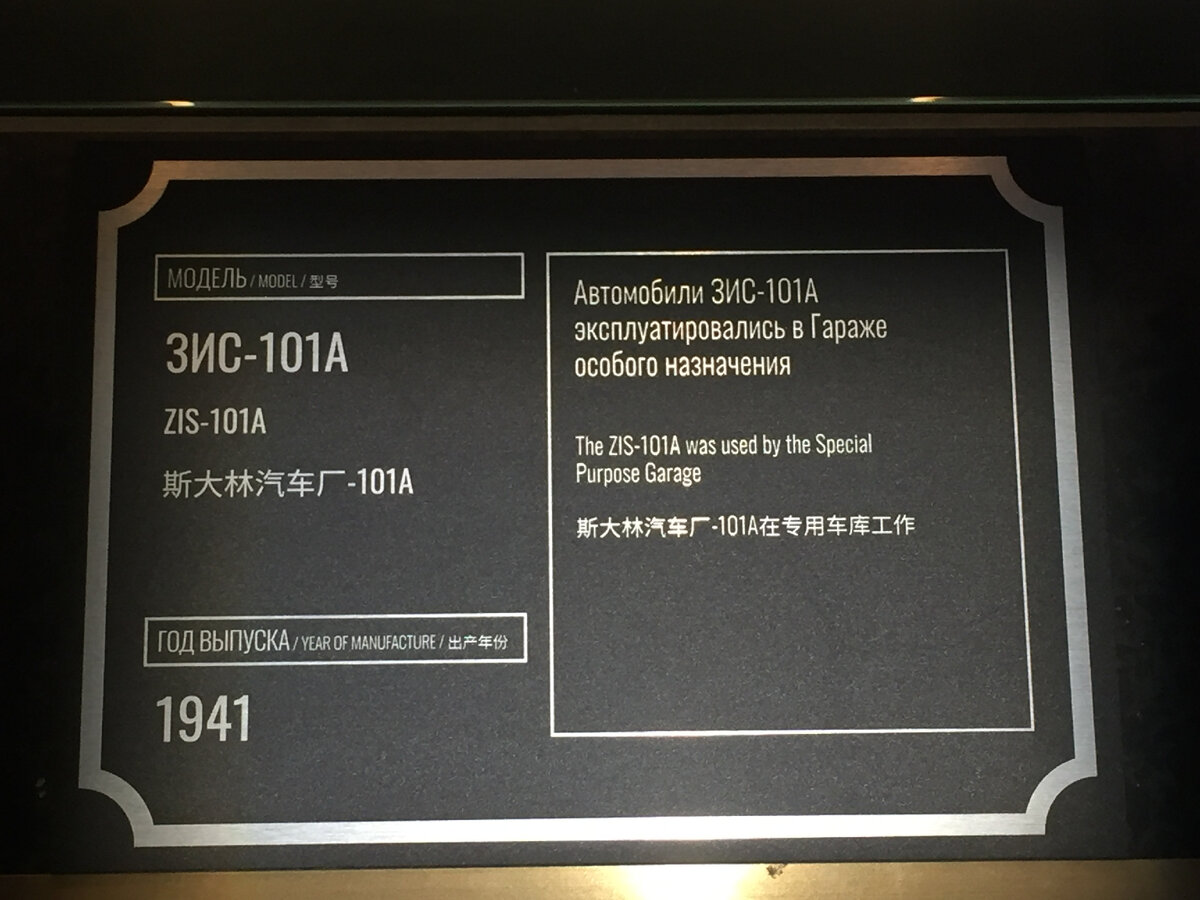 МОДЕЛЬ / MODEL / 型号
ЗИС-101А
ZIS-101A
斯大林汽车厂-101A
ГОД ВЫПУСКА / YEAR OF MANUFACTURE / 出产年份
1941
Автомобили ЗИС-101А
эксплуатировались в Гараже
особого назначения
The ZIS-101A was used by the Special
Purpose Garage
斯大林汽车厂-101A在专用车库工作